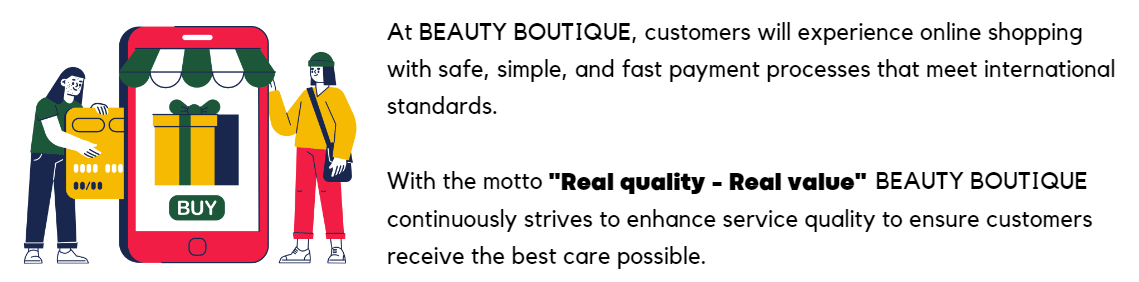 At BEAUTY BOUTIQUE, customers will experience online shopping
with safe, simple, and fast payment processes that meet international
standards.
With the motto "Real quality - Real value" BEAUTY BOUTIQUE
continuously strives to enhance service quality to ensure customers
receive the best care possible.
BUY
00/00